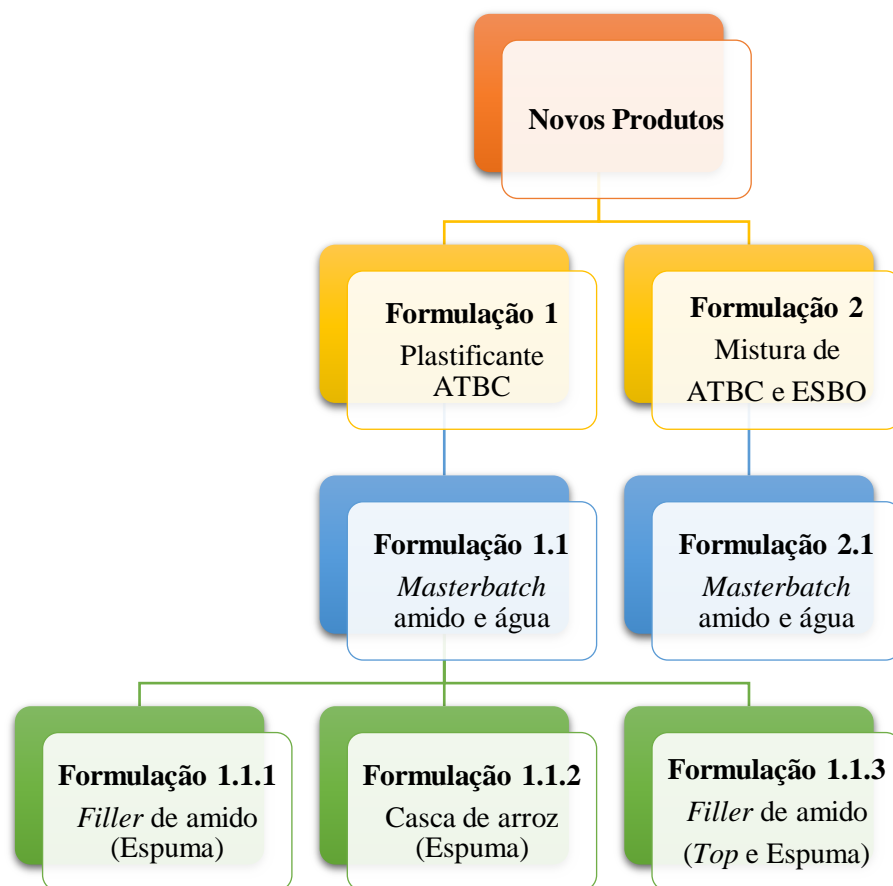 Novos Produtos
Formulação 1
Plastificante
ATBC
Formulação 2
Mistura de
ATBC e ESBO
Formulação 1.1
Masterbatch
amido e água
Formulação 2.1
Masterbatch
amido e água
Formulação 1.1.1
Filler de amido
(Espuma)
Formulação 1.1.2
Casca de arroz
(Espuma)
Formulação 1.1.3
Filler de amido
(Top e Espuma)